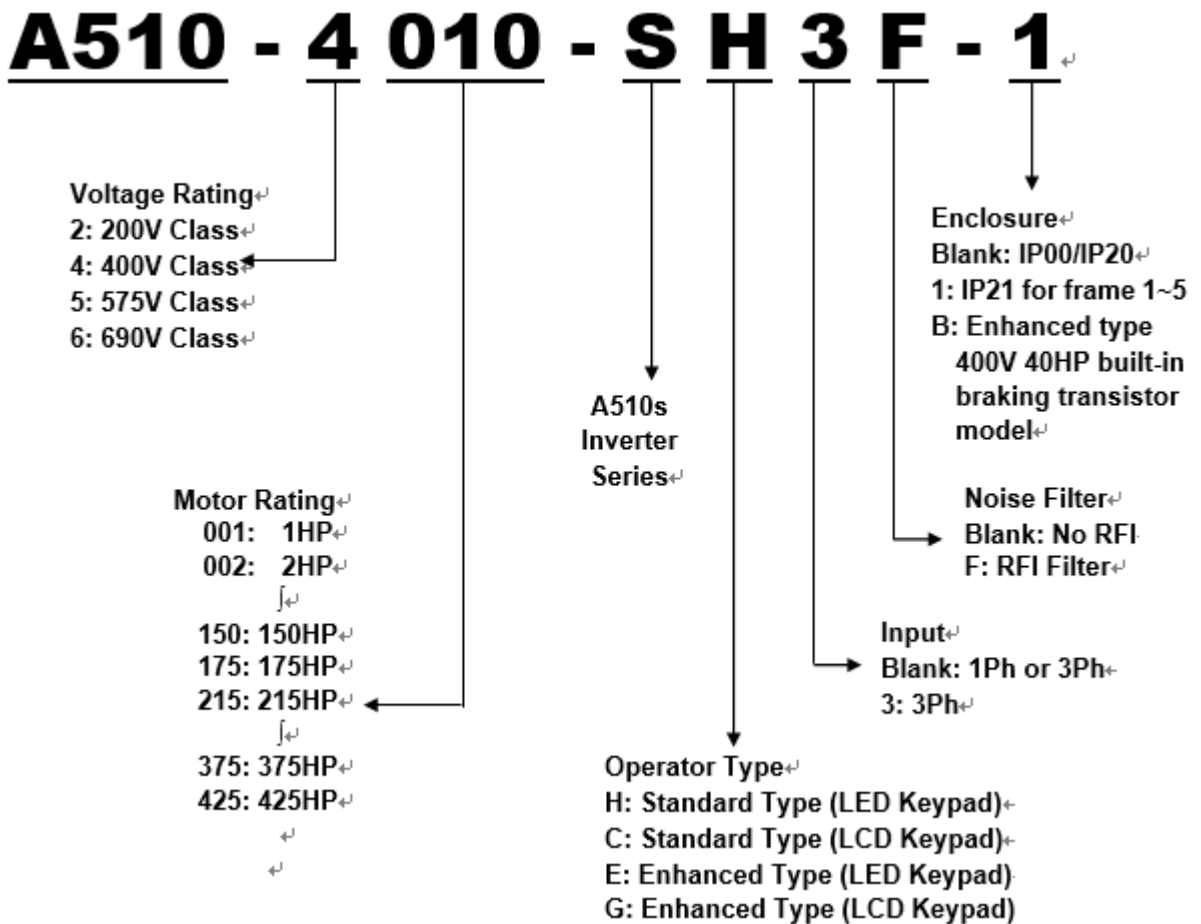 A510 - 4 010 - S H 3 F - 1↵
Voltage Rating↵
2: 200V Class↵
4: 400V Class↵
5: 575V Class↵
6: 690V Class↵
Motor Rating↵
001: 1HP↵
002: 2HP↵
∫↵
150: 150HP↵
175: 175HP↵
215: 215HP↵
∫↵
375: 375HP↵
425: 425HP↵
↵
↵
A510s
Inverter
Series↵
Operator Type↵
H: Standard Type (LED Keypad)↵
C: Standard Type (LCD Keypad)↵
E: Enhanced Type (LED Keypad)
G: Enhanced Type (LCD Keypad)
Input↵
Blank: 1Ph or 3Ph↵
3: 3Ph↵
Noise Filter↵
Blank: No RFI
F: RFI Filter↵
Enclosure↵
Blank: IP00/IP20↵
1: IP21 for frame 1~5
B: Enhanced type
400V 40HP built-in
braking transistor
model↵